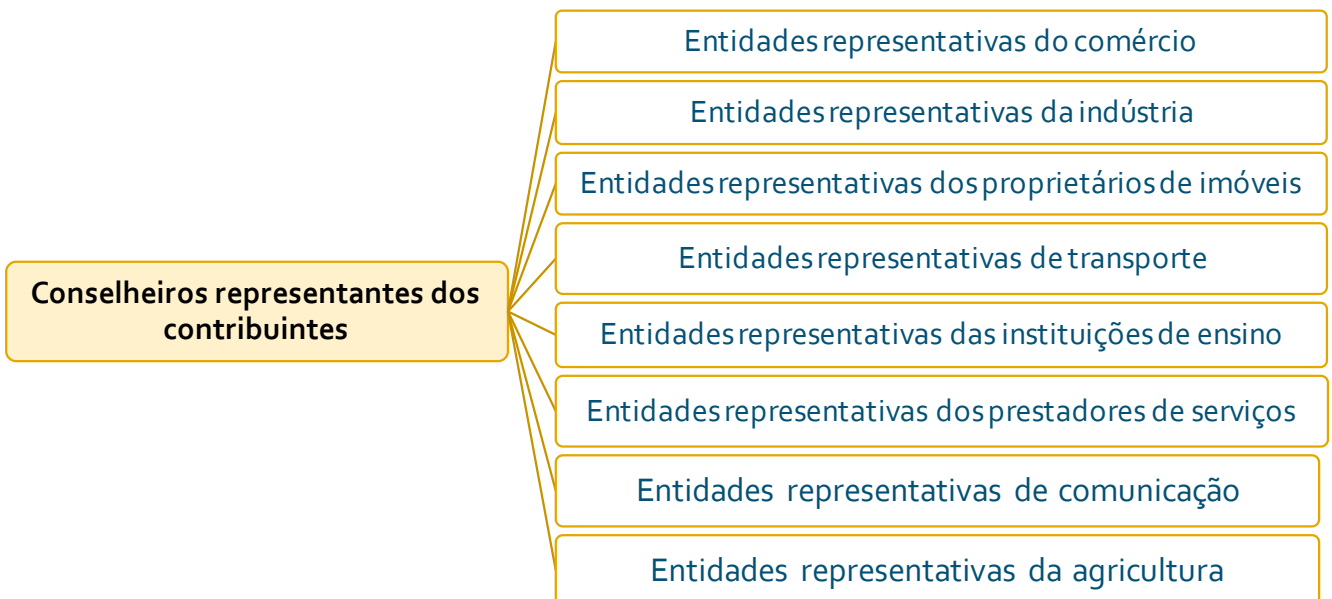 Entidades representativas do comércio
Entidades representativas da indústria
Entidades representativas dos proprietários de imóveis
Entidades representativas de transporte
Conselheiros representantes dos
contribuintes
Entidades representativas das instituições de ensino
Entidades representativas dos prestadores de serviços
Entidades representativas de comunicação
Entidades representativas da agricultura